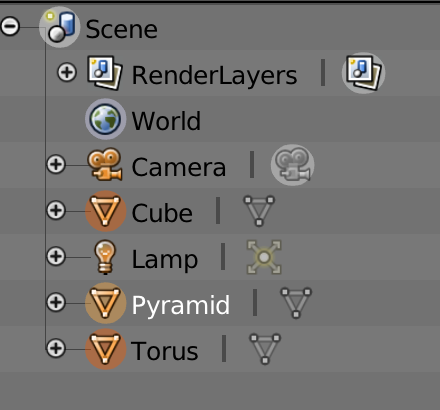 Scene
RenderLayers
World
Camera
Cube
Lamp
Pyramid
Torus